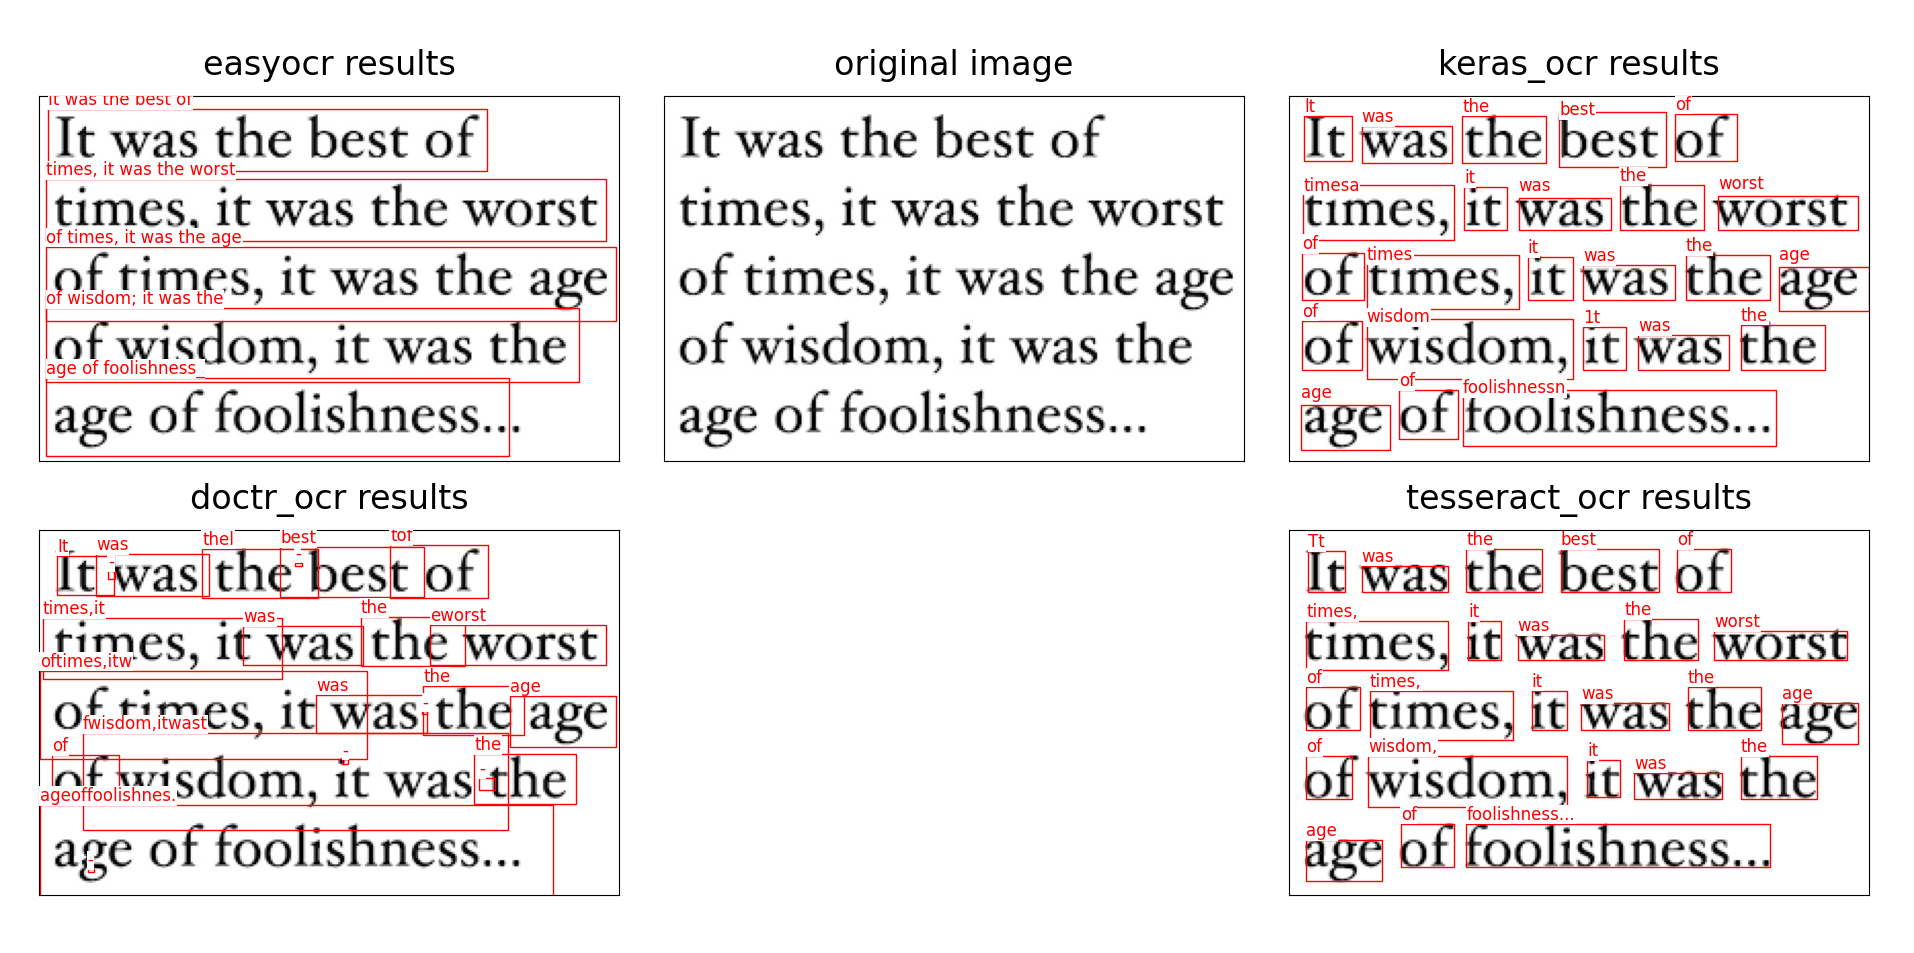 easyocr results
original image
keras_ocr results
It was the best of
It was the best of
times, it was the worst
times, it was the worst
of times, it was the age
of times, it was the age
of wisdom; it was the
of wisdom, it was the
age of foolishness_
age of foolishness...
It was the best of
times, it was the worst
of times, it was the age
of wisdom, it was the
age of foolishness...
It was the best of
It was the best of
timesa it was the worst
times, it was the worst
of times it was the age
of times, it was the age
of wisdom 1t was the
of wisdom, it was the
age of foolishnessn
age of foolishness...
doctr_ocr results
tesseract_ocr results
It was thel best tof
- -
It was the best of
times,it was the eworst
times, it was the worst
oftimes,itw was the age
-
of times, it was the age
of fwisdom,itwast - the
-
of wisdom, it was the
ageoffoolishnes.
age of foolishness...
-
Tt was the best of
It was the best of
times, it was the worst
times, it was the worst
of times, it was the age
of times, it was the age
of wisdom, it was the
of wisdom, it was the
age of foolishness...
age of foolishness...